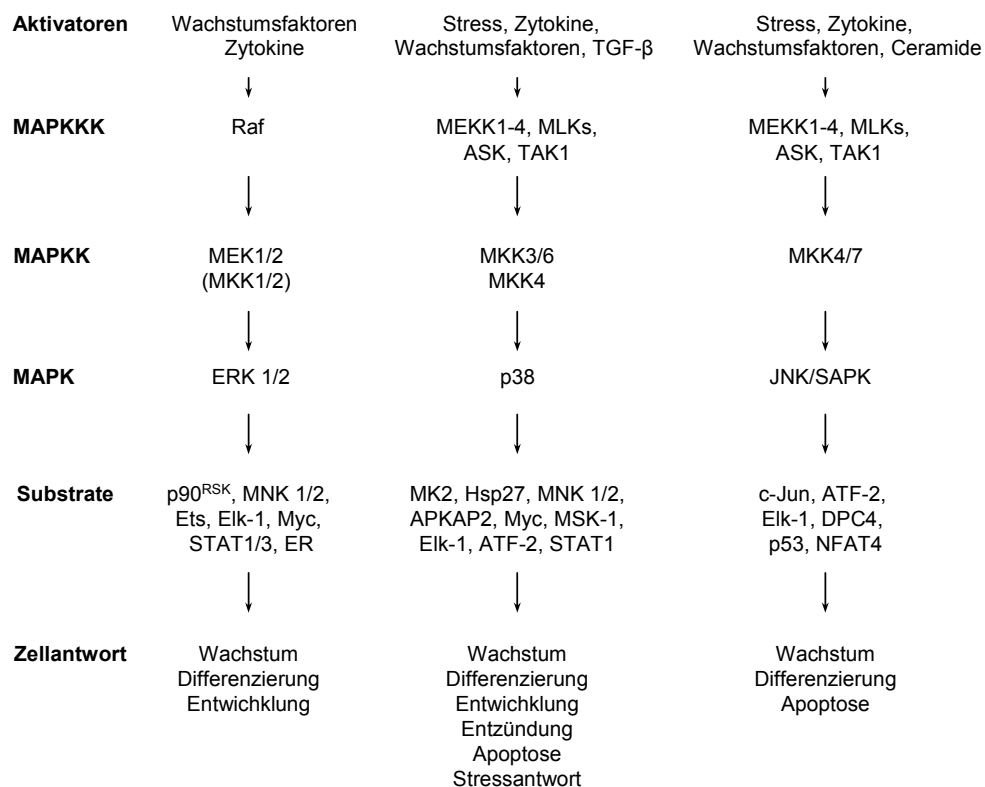 Aktivatoren Wachstumsfaktoren Stress, Zytokine, Stress, Zytokine,
Zytokine Wachstumsfaktoren, TGF-β Wachstumsfaktoren, Ceramide
MAPKKK Raf MEKK1-4, MLKs, MEKK1-4, MLKs,
ASK, TAK1 ASK, TAK1
MAPKK MEK1/2 MKK3/6 MKK4/7
(MKK1/2) MKK4
MAPK ERK 1/2 p38 JNK/SAPK
Substrate p90RSK, MNK 1/2, MK2, Hsp27, MNK 1/2, c-Jun, ATF-2,
Ets, Elk-1, Myc, APKAP2, Myc, MSK-1, Elk-1, DPC4,
STAT1/3, ER Elk-1, ATF-2, STAT1 p53, NFAT4
Zellantwort Wachstum Wachstum Wachstum
Differenzierung Differenzierung Differenzierung
Entwichklung Entwicklung Apoptose
Entzündung
Apoptose
Stressantwort